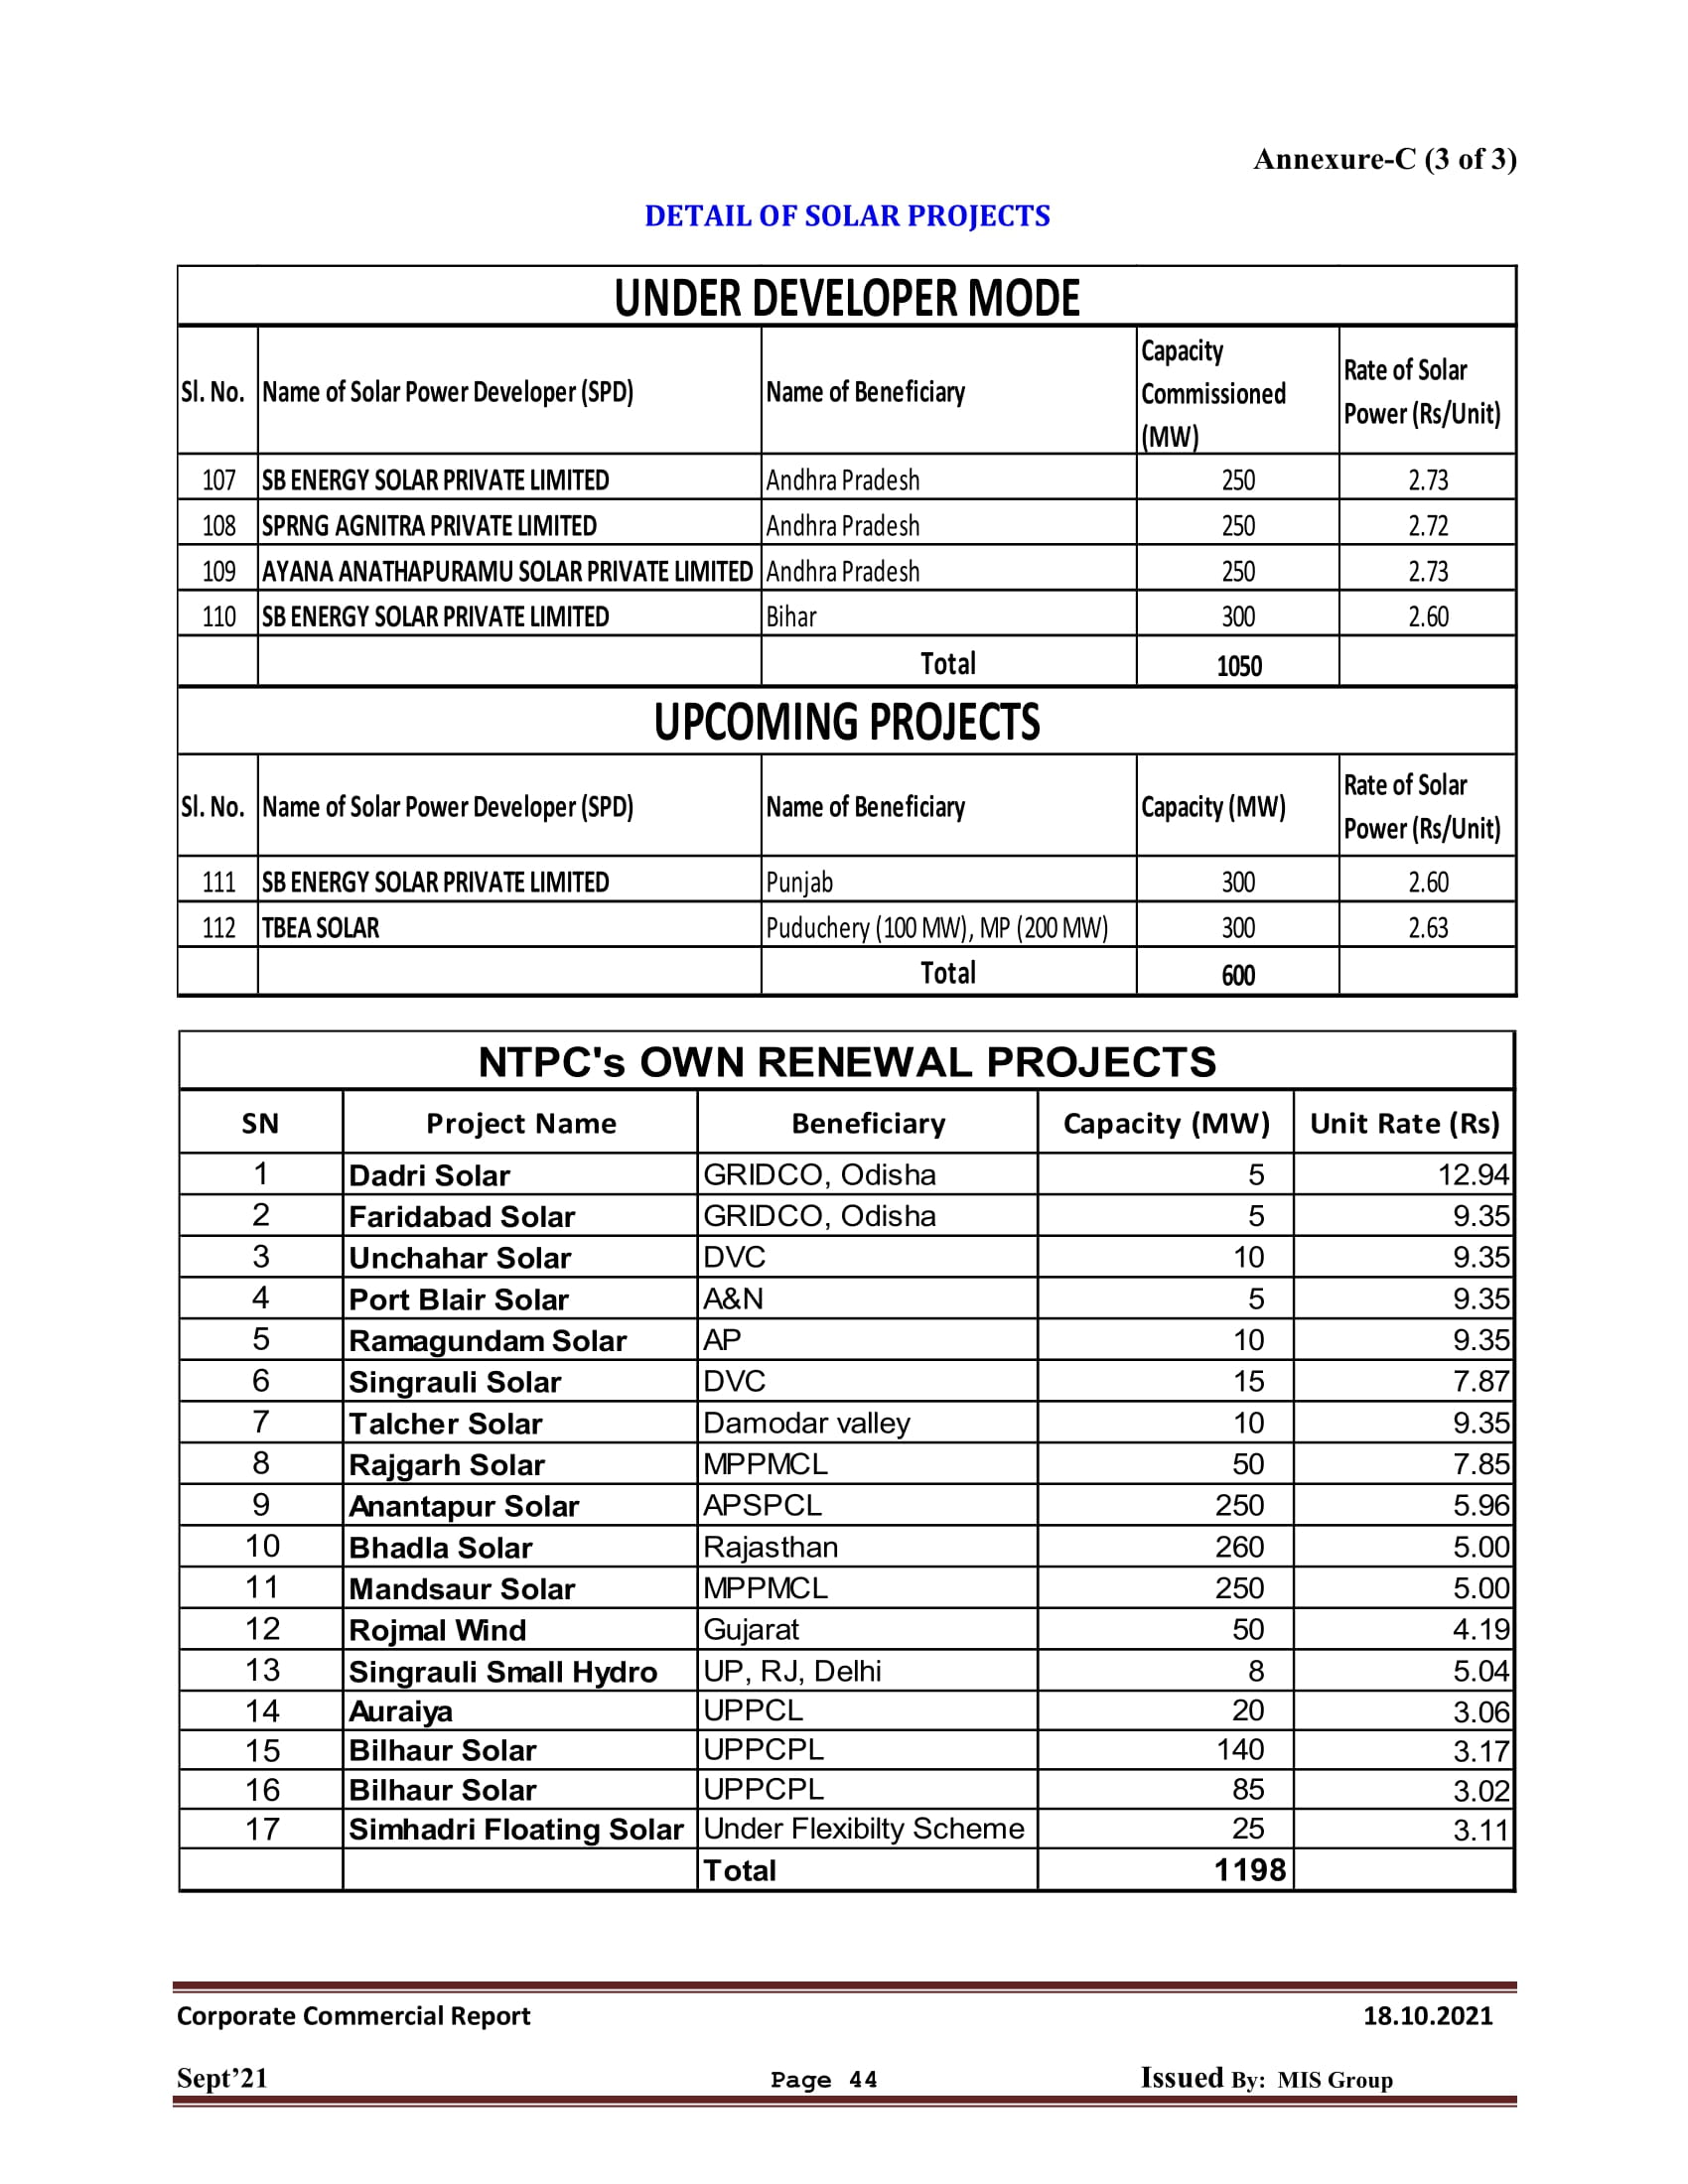 Annexure-C (3 of 3)
DETAIL OF SOLAR PROJECTS
UNDER DEVELOPER MODE
Sl. No. Name of Solar Power Developer (SPD) Name of Beneficiary Capacity Commissioned (MW) Rate of Solar Power (Rs/Unit)
107 SB ENERGY SOLAR PRIVATE LIMITED Andhra Pradesh 250 2.73
108 SPRNG AGNITRA PRIVATE LIMITED Andhra Pradesh 250 2.72
109 AYANA ANATHAPURAMU SOLAR PRIVATE LIMITED Andhra Pradesh 250 2.73
110 SB ENERGY SOLAR PRIVATE LIMITED Bihar 300 2.60
Total 1050
UPCOMING PROJECTS
Sl. No. Name of Solar Power Developer (SPD) Name of Beneficiary Capacity (MW) Rate of Solar Power (Rs/Unit)
111 SB ENERGY SOLAR PRIVATE LIMITED Punjab 300 2.60
112 TBEA SOLAR Puduchery (100 MW), MP (200 MW) 300 2.63
Total 600
NTPC's OWN RENEWAL PROJECTS
SN Project Name Beneficiary Capacity (MW) Unit Rate (Rs)
1 Dadri Solar GRIDCO, Odisha 5 12.94
2 Faridabad Solar GRIDCO, Odisha 5 9.35
3 Unchahar Solar DVC 10 9.35
4 Port Blair Solar A&N 5 9.35
5 Ramagundam Solar AP 10 9.35
6 Singrauli Solar DVC 15 7.87
7 Talcher Solar Damodar valley 10 9.35
8 Rajgarh Solar MPPMCL 50 7.85
9 Anantapur Solar APSPCL 250 5.96
10 Bhadla Solar Rajasthan 260 5.00
11 Mandsaur Solar MPPMCL 250 5.00
12 Rojmal Wind Gujarat 50 4.19
13 Singrauli Small Hydro UP, RJ, Delhi 8 5.04
14 Auraiya UPPCL 20 3.06
15 Bilhaur Solar UPPCPL 140 3.17
16 Bilhaur Solar UPPCPL 85 3.02
17 Simhadri Floating Solar Under Flexibilty Scheme 25 3.11
Total 1198
Corporate Commercial Report 18.10.2021
Sept’21 Page 44 Issued By: MIS Group